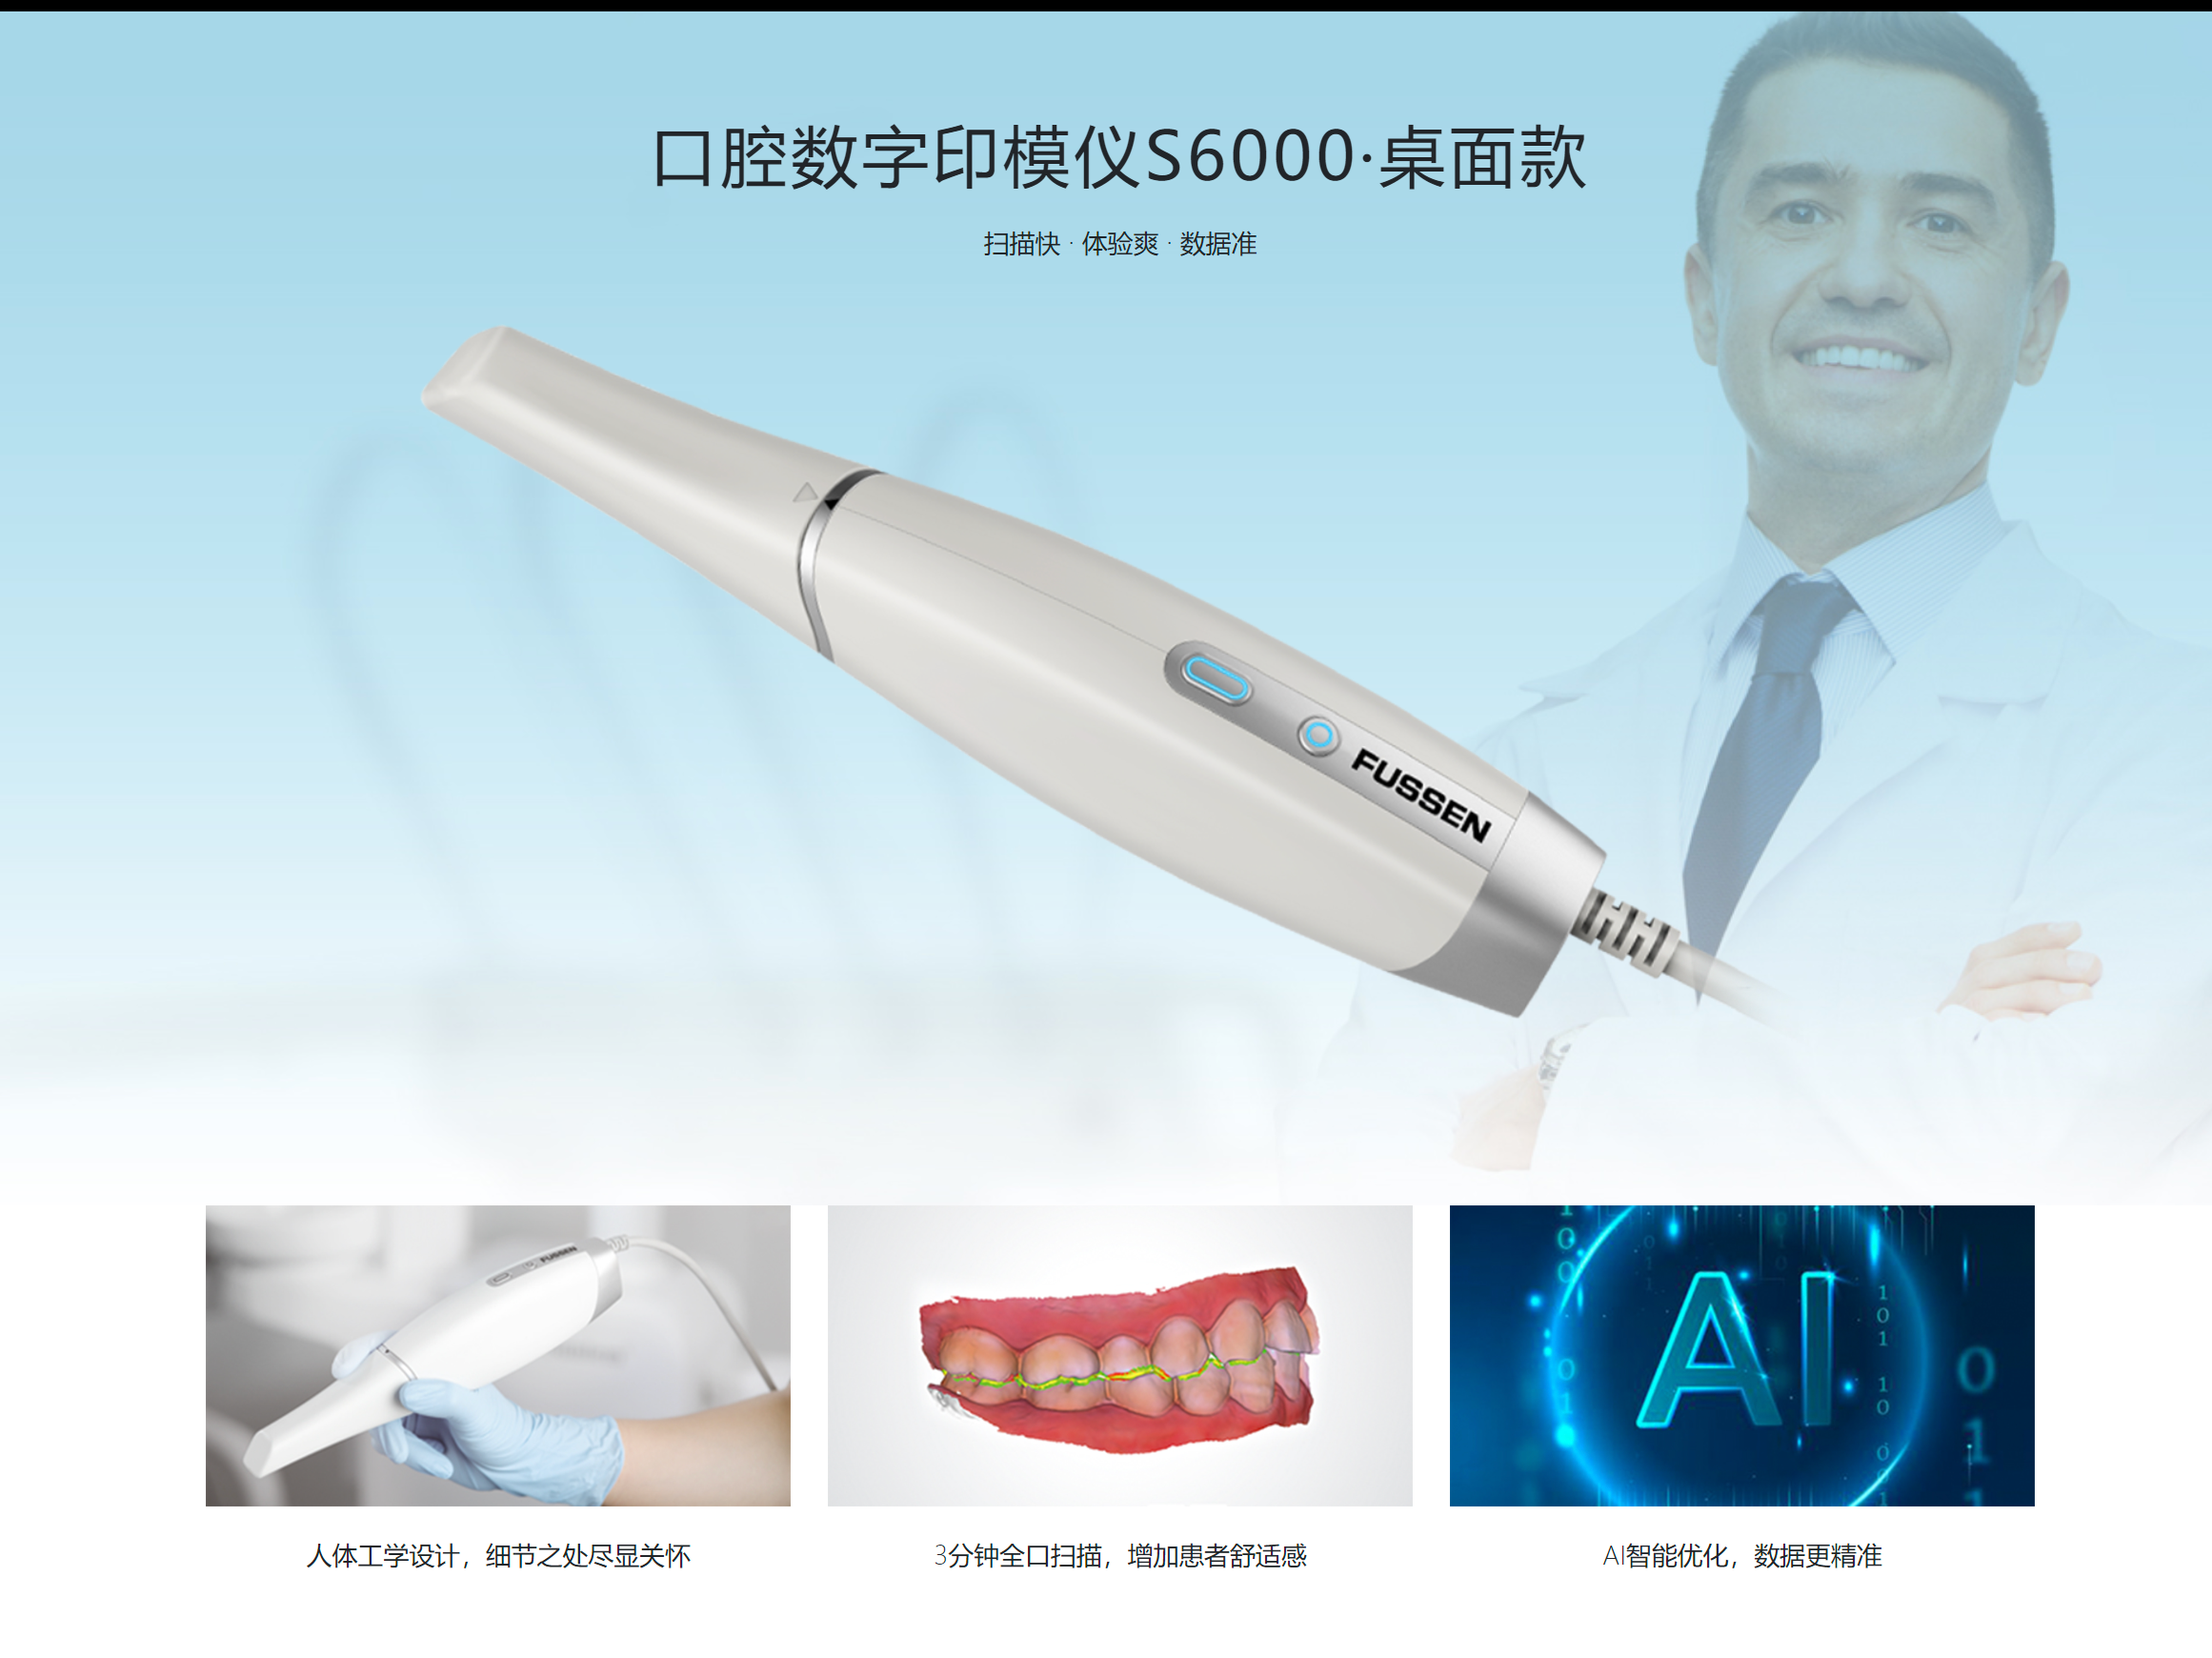 口腔数字印模仪S6000·桌面款
扫描快 · 体验爽 · 数据准
FUSSEN
FUSSEN
AI
人体工学设计，细节之处尽显关怀
3分钟全口扫描，增加患者舒适感
AI智能优化，数据更精准